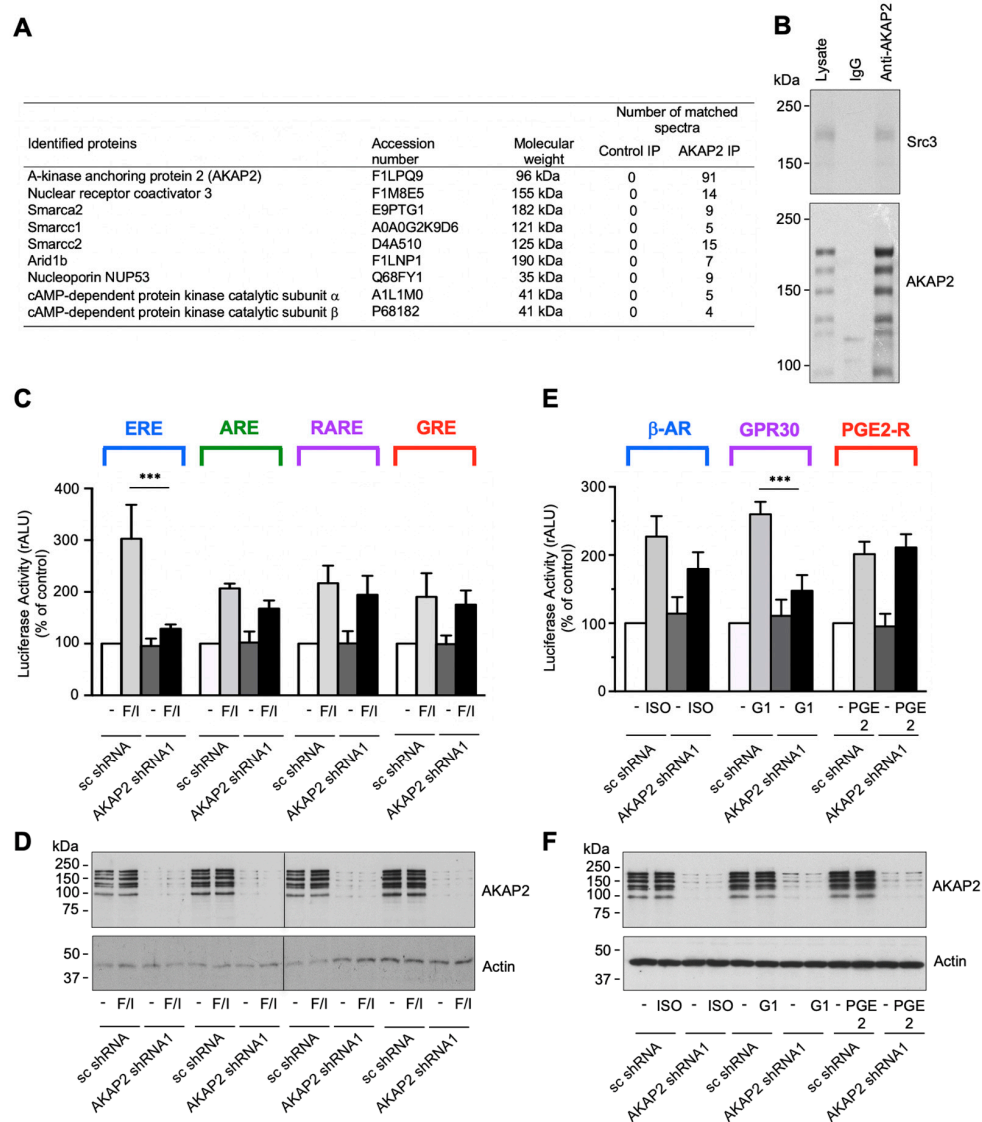 A
Number of matched
spectra
Identified proteins Accession number Molecular weight Control IP AKAP2 IP
A-kinase anchoring protein 2 (AKAP2) F1LPQ9 96 kDa 0 91
Nuclear receptor coactivator 3 F1M8E5 155 kDa 0 14
Smarca2 E9PTG1 182 kDa 0 9
Smarcc1 A0A0G2K9D6 121 kDa 0 5
Smarcc2 D4A510 125 kDa 0 15
Arid1b F1LNP1 190 kDa 0 7
Nucleoporin NUP53 Q68FY1 35 kDa 0 9
cAMP-dependent protein kinase catalytic subunit α A1L1M0 41 kDa 0 5
cAMP-dependent protein kinase catalytic subunit β P68182 41 kDa 0 4
B
kDa Lysate IgG Anti-AKAP2
250
150
Src3
250
150
100
AKAP2
C
ERE ARE RARE GRE
***
Luciferase Activity (rALU)
(% of control)
400
300
200
100
0
- F/I - F/I - F/I - F/I - F/I - F/I - F/I - F/I
sc shRNA AKAP2 shRNA1 sc shRNA AKAP2 shRNA1 sc shRNA AKAP2 shRNA1 sc shRNA AKAP2 shRNA1
E
β-AR GPR30 PGE2-R
***
Luciferase Activity (rALU)
(% of control)
300
200
100
0
- ISO - ISO - G1 - G1 - PGE 2 - PGE 2
sc shRNA AKAP2 shRNA1 sc shRNA AKAP2 shRNA1 sc shRNA AKAP2 shRNA1
D
kDa
250
150
100
75
AKAP2
50
37
Actin
- F/I - F/I - F/I - F/I - F/I - F/I - F/I - F/I
sc shRNA AKAP2 shRNA1 sc shRNA AKAP2 shRNA1 sc shRNA AKAP2 shRNA1 sc shRNA AKAP2 shRNA1
F
kDa
250
150
100
75
AKAP2
50
37
Actin
- ISO - ISO - G1 - G1 - PGE 2 - PGE 2
sc shRNA AKAP2 shRNA1 sc shRNA AKAP2 shRNA1 sc shRNA AKAP2 shRNA1